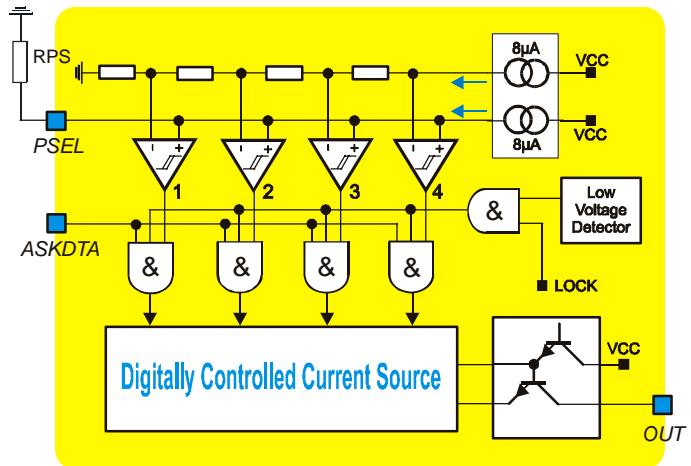 RPS
8µA
VCC
PSEL
VCC
8µA
- +
- +
- +
- +
1
2
3
4
ASKDTA
&
Low
Voltage
Detector
&
&
&
&
LOCK
Digitally Controlled Current Source
VCC
OUT